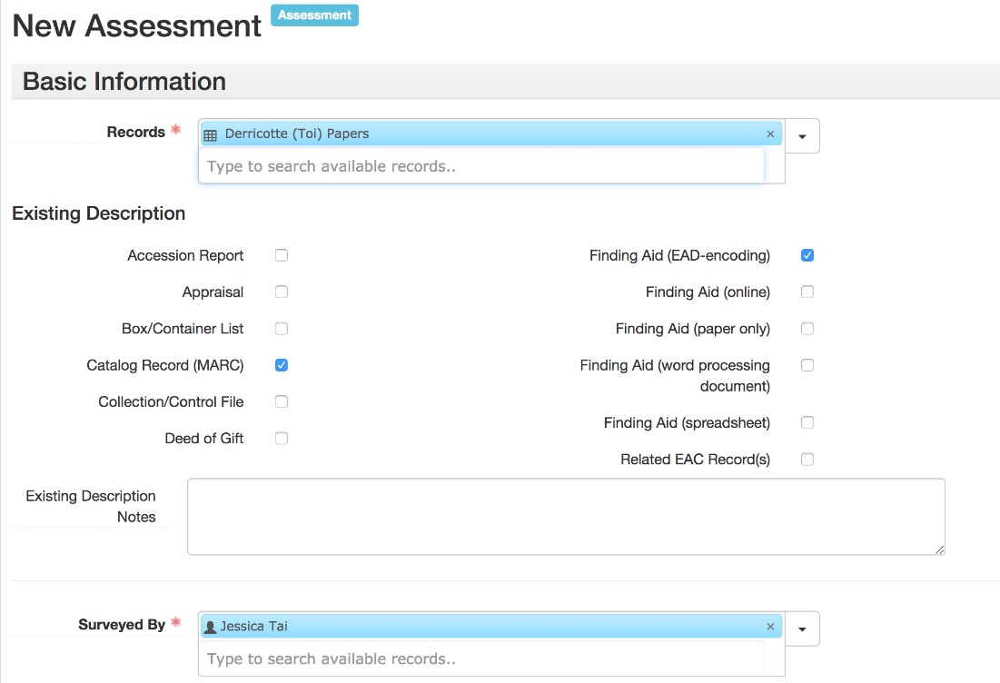 New Assessment Assessment
Basic Information
Records *
Derricotte (Toi) Papers ×
Type to search available records..
Existing Description
Accession Report
Appraisal
Box/Container List
Catalog Record (MARC)
Collection/Control File
Deed of Gift
Finding Aid (EAD-encoding)
Finding Aid (online)
Finding Aid (paper only)
Finding Aid (word processing
document)
Finding Aid (spreadsheet)
Related EAC Record(s)
Existing Description
Notes
Surveyed By *
Jessica Tai ×
Type to search available records..